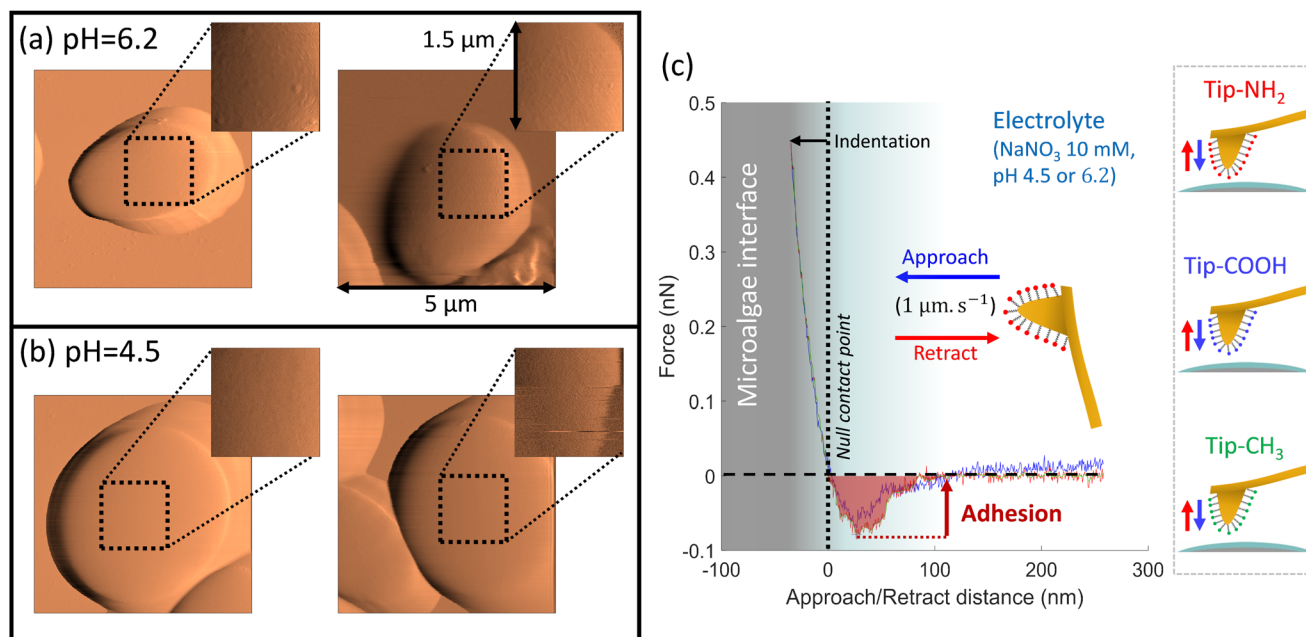 (a) pH=6.2
1.5 µm
5 µm
(b) pH=4.5
(c)
Force (nN)
0.5
0.4
0.3
0.2
0.1
0
-0.1
Microalgae interface
Null contact point
Indentation
Electrolyte
(NaNO₃ 10 mM,
pH 4.5 or 6.2)
Approach
(1 µm. s⁻¹)
Retract
Adhesion
-100
0
100
200
300
Approach/Retract distance (nm)
Tip-NH₂
Tip-COOH
Tip-CH₃